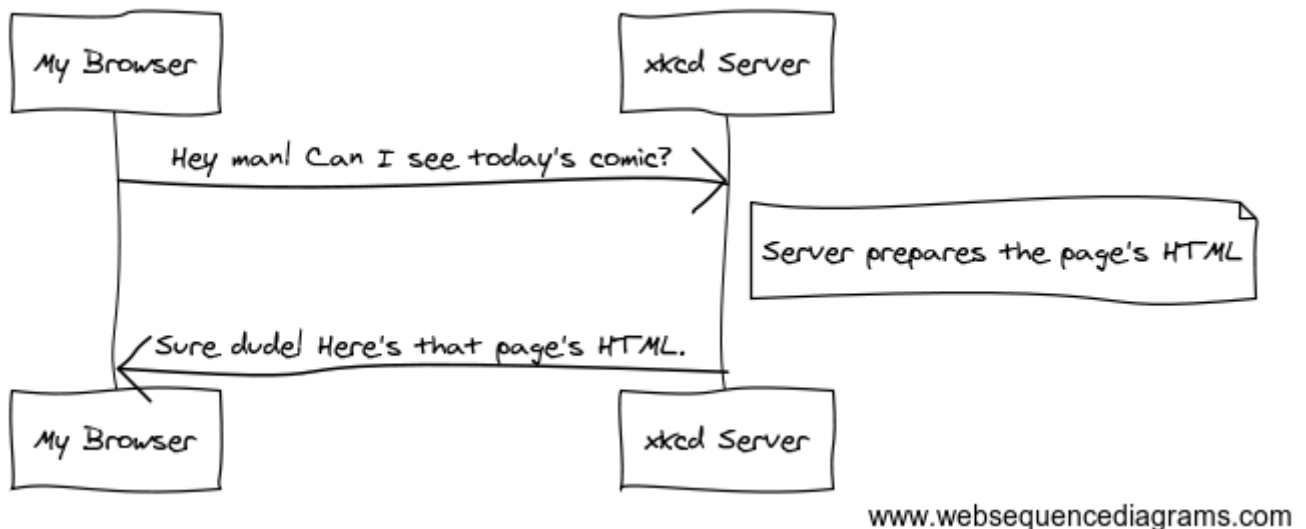 My Browser
xkcd Server
Hey man! Can I see today's comic?
Server prepares the page's HTML
Sure dude! Here's that page's HTML.
My Browser
xkcd Server
www.websequencediagrams.com